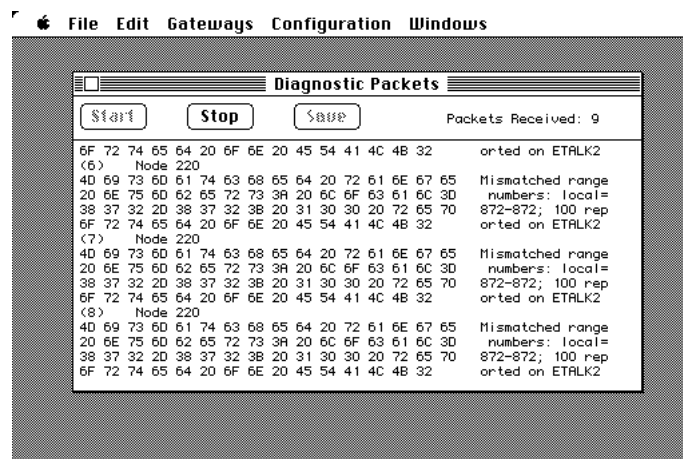 File Edit Gateways Configuration Windows
Diagnostic Packets
Start Stop Save Packets Received: 9
6F 72 74 65 64 20 6F 6E 20 45 54 41 4C 4B 32 orted on ETALK2
(6) Node 220
4D 69 73 6D 61 74 63 68 65 64 20 72 61 6E 67 65 Mismatched range
20 6E 75 6D 62 65 72 73 3A 20 6C 6F 63 61 6C 3D numbers: local=
38 37 32 2D 38 37 32 3B 20 31 30 30 20 72 65 70 872-872; 100 rep
6F 72 74 65 64 20 6F 6E 20 45 54 41 4C 4B 32 orted on ETALK2
(7) Node 220
4D 69 73 6D 61 74 63 68 65 64 20 72 61 6E 67 65 Mismatched range
20 6E 75 6D 62 65 72 73 3A 20 6C 6F 63 61 6C 3D numbers: local=
38 37 32 2D 38 37 32 3B 20 31 30 30 20 72 65 70 872-872; 100 rep
6F 72 74 65 64 20 6F 6E 20 45 54 41 4C 4B 32 orted on ETALK2
(8) Node 220
4D 69 73 6D 61 74 63 68 65 64 20 72 61 6E 67 65 Mismatched range
20 6E 75 6D 62 65 72 73 3A 20 6C 6F 63 61 6C 3D numbers: local=
38 37 32 2D 38 37 32 3B 20 31 30 30 20 72 65 70 872-872; 100 rep
6F 72 74 65 64 20 6F 6E 20 45 54 41 4C 4B 32 orted on ETALK2